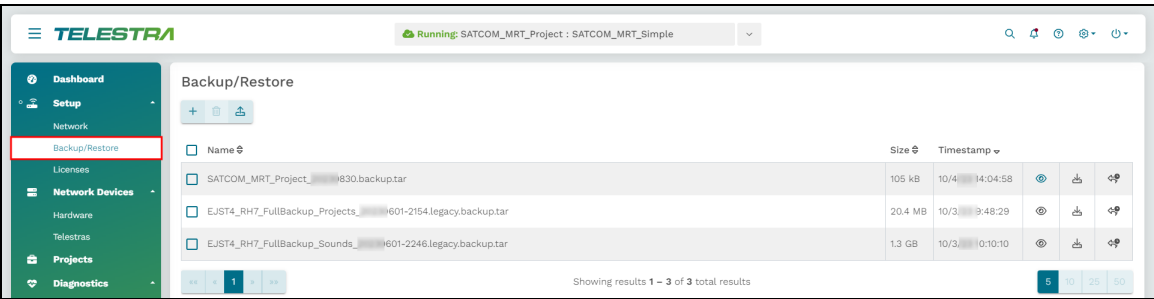 TELESTRA
Running: SATCOM_MRT_Project : SATCOM_MRT_Simple
Dashboard
Setup
Network
Backup/Restore
Licenses
Network Devices
Hardware
Telestras
Projects
Diagnostics
Backup/Restore
Name Size Timestamp
SATCOM_MRT_Project_ 830.backup.tar 105 kB 10/4 14:04:58
EJST4_RH7_FullBackup_Projects_ 601-2154.legacy.backup.tar 20.4 MB 10/3, 9:48:29
EJST4_RH7_FullBackup_Sounds_ 601-2246.legacy.backup.tar 1.3 GB 10/3, 0:10:10
<< < 1 > >> Showing results 1 – 3 of 3 total results 5 10 25 50